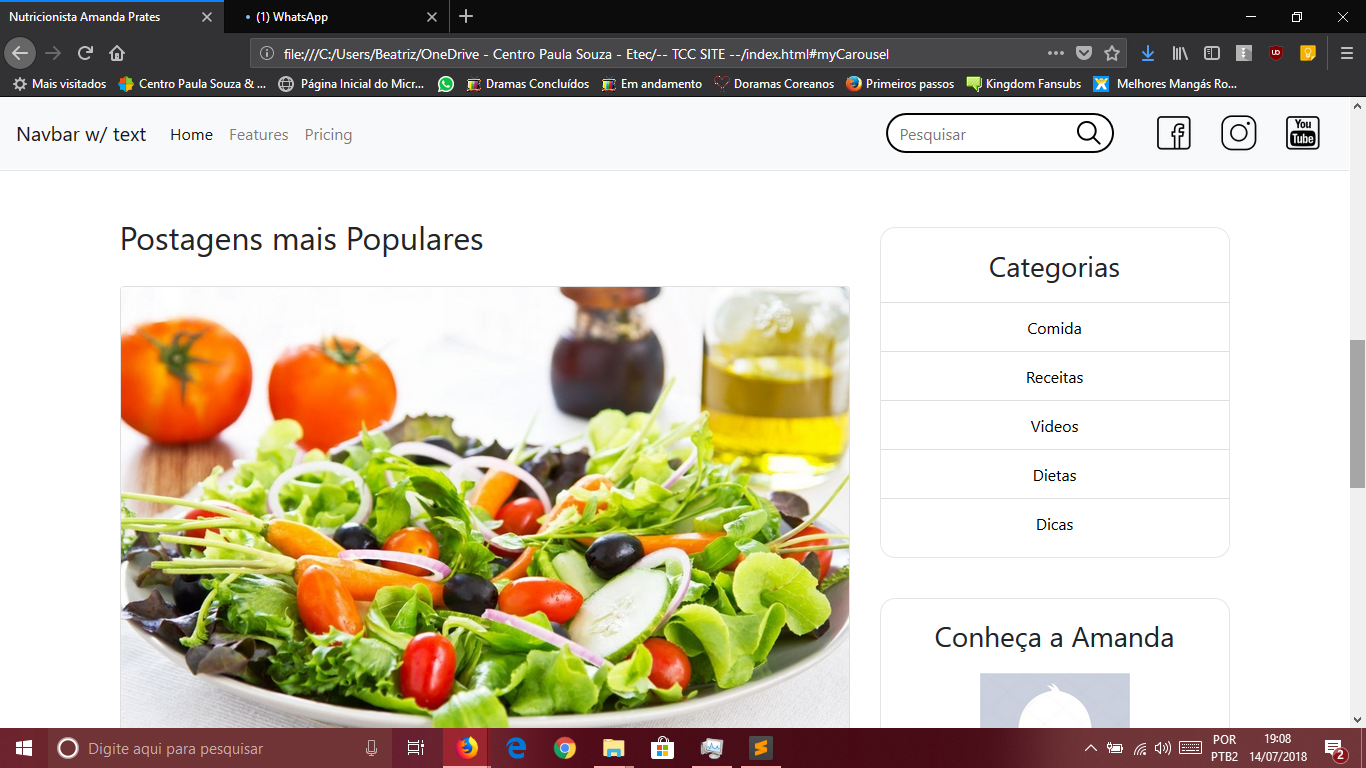 Nutricionista Amanda Prates
(1) WhatsApp
file:///C:/Users/Beatriz/OneDrive - Centro Paula Souza - Etec/-- TCC SITE --/index.html#myCarousel
Mais visitados Centro Paula Souza & ... Página Inicial do Micr... Dramas Concluídos Em andamento Doramas Coreanos Primeiros passos Kingdom Fansubs Melhores Mangás Ro...
Navbar w/ text Home Features Pricing Pesquisar You
Tube
Postagens mais Populares
Categorias
Comida
Receitas
Videos
Dietas
Dicas
Conheça a Amanda
Digite aqui para pesquisar
POR
PTB2
19:08
14/07/2018
2